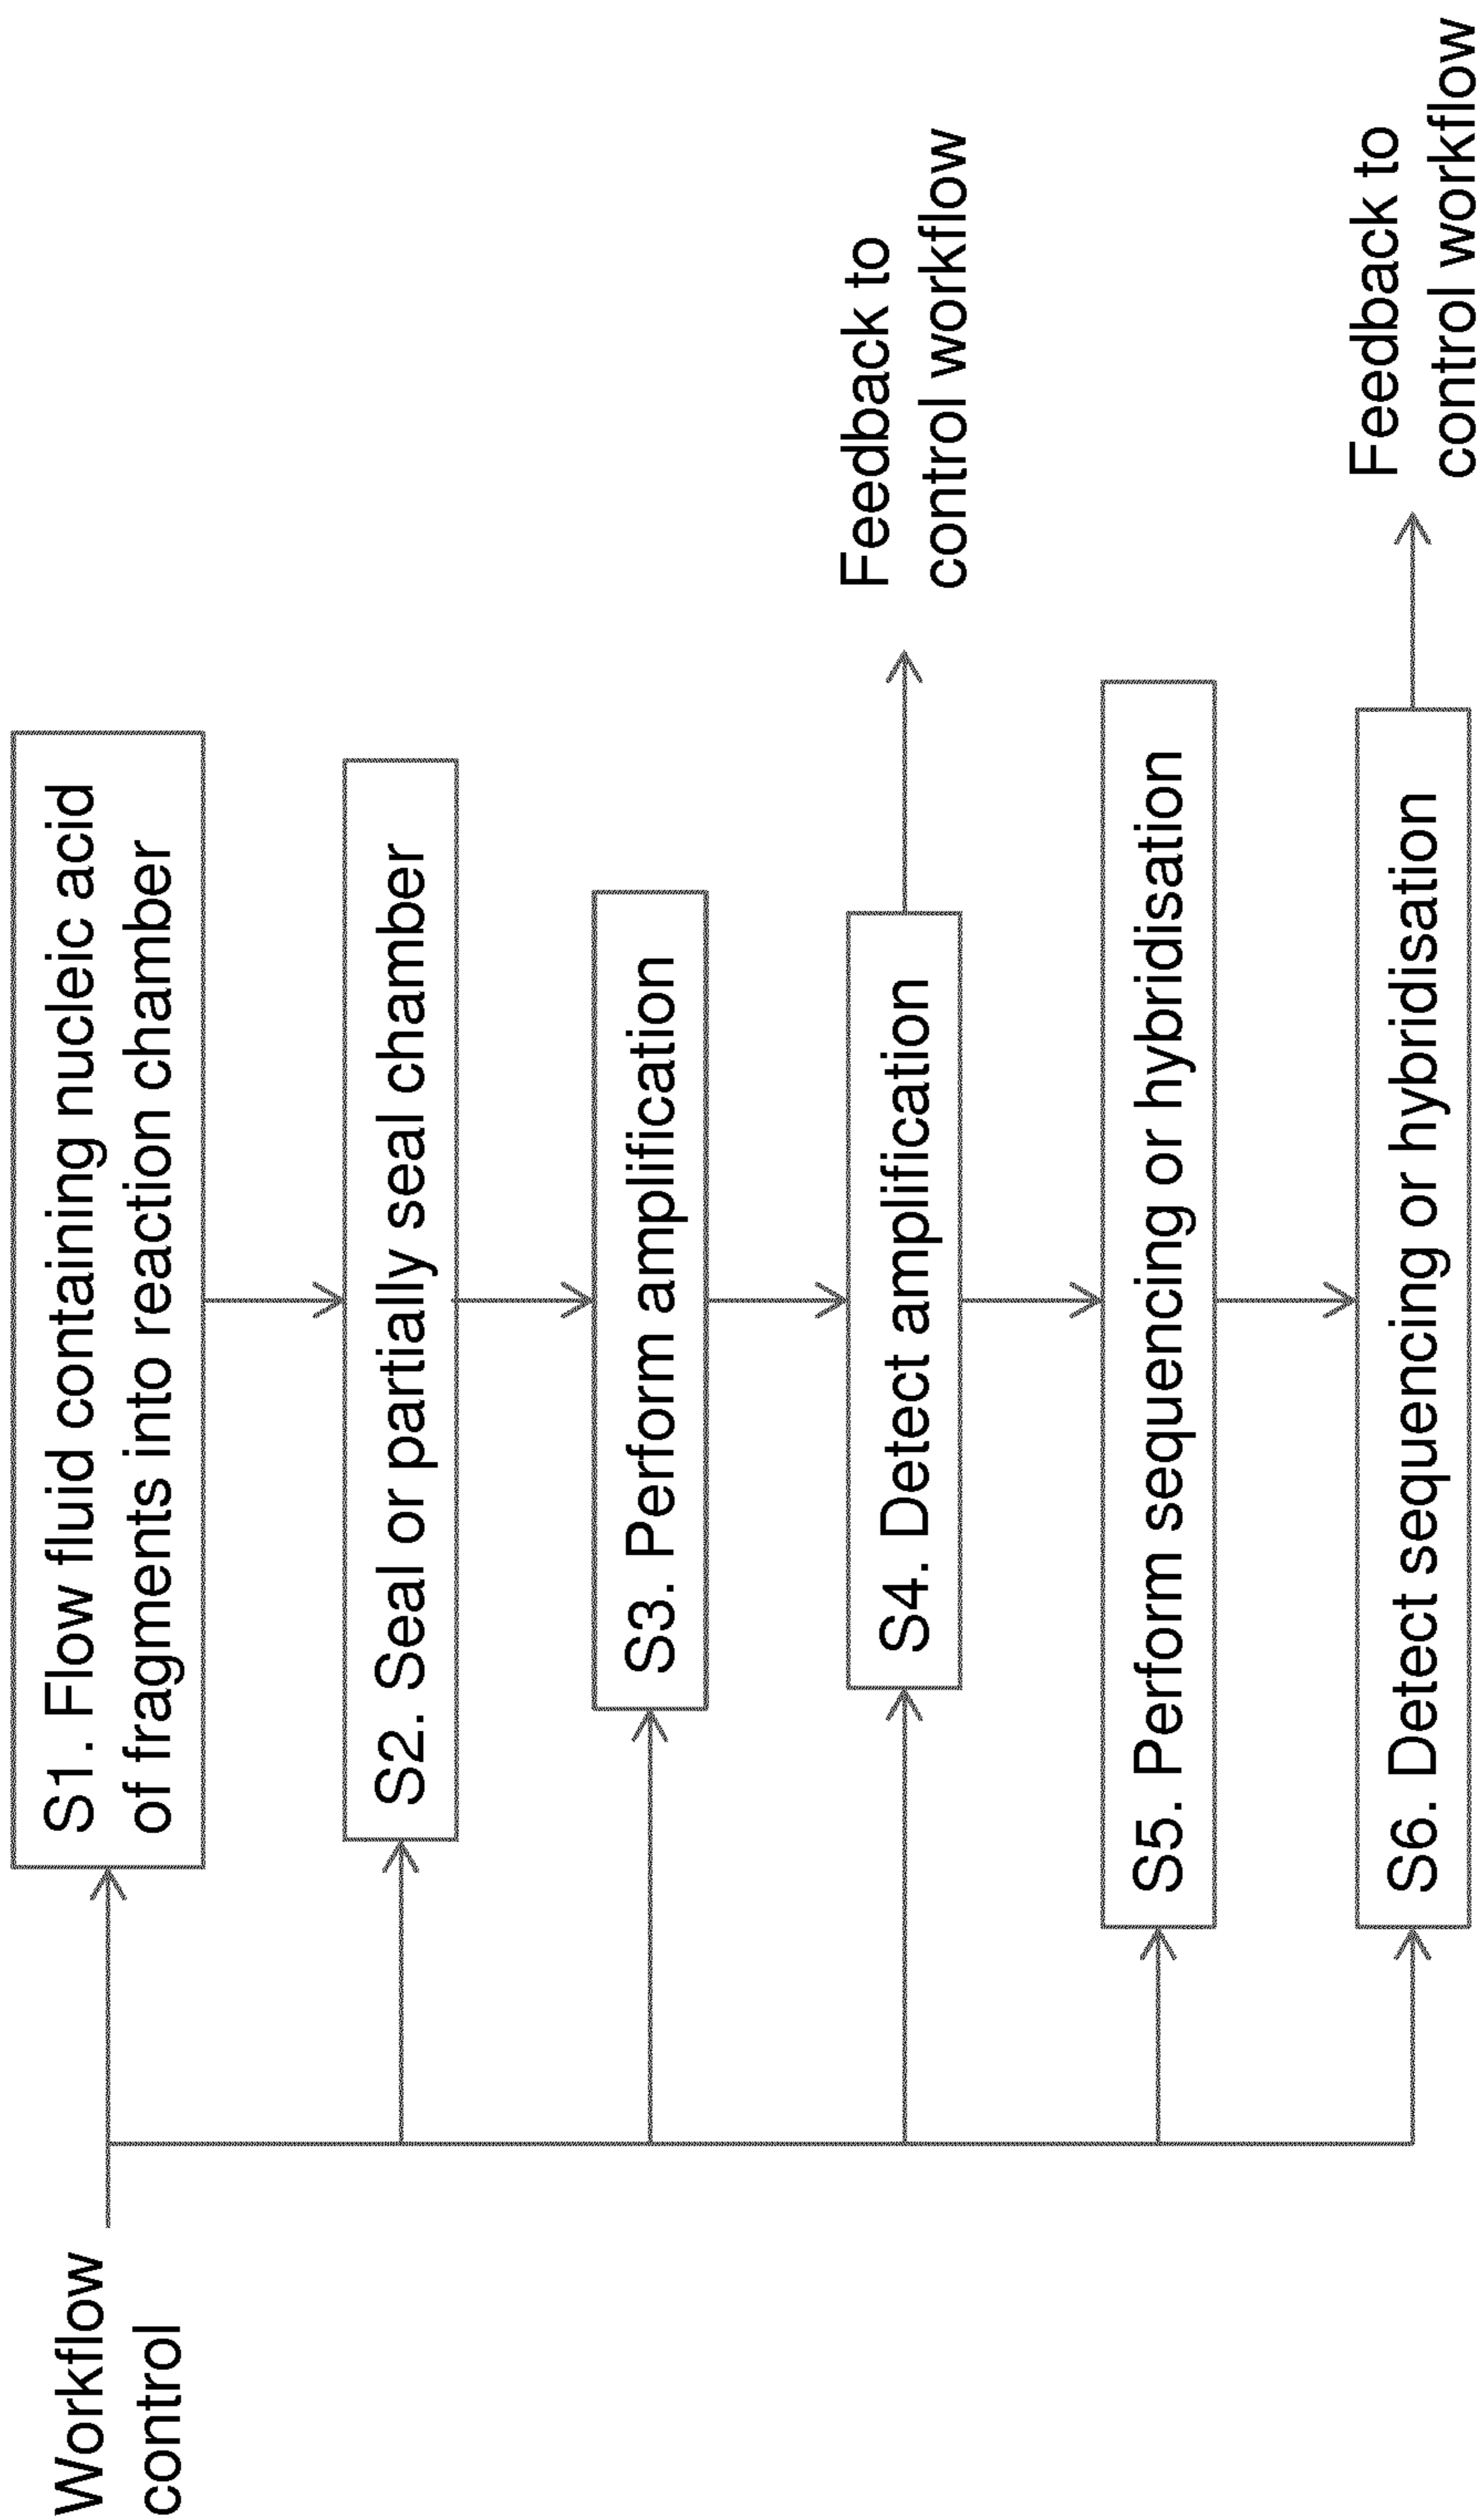 Workflow
control
S1. Flow fluid containing nucleic acid
of fragments into reaction chamber
S2. Seal or partially seal chamber
S3. Perform amplification
S4. Detect amplification
Feedback to
control workflow
S5. Perform sequencing or hybridisation
S6. Detect sequencing or hybridisation
Feedback to
control workflow